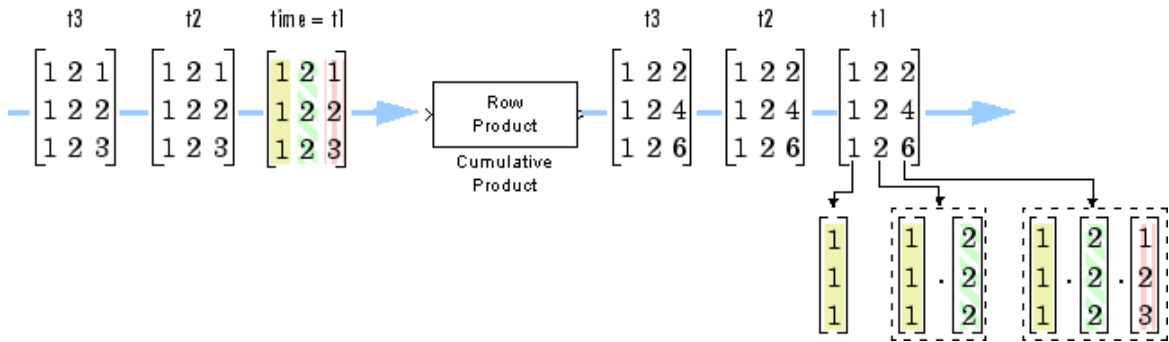 t3 t2 time = t1 t3 t2 t1
1 2 1 1 2 1 1 2 1 1 2 2 1 2 2 1 2 2
1 2 2 1 2 2 1 2 2 Row 1 2 4 1 2 4 1 2 4
Product
1 2 3 1 2 3 1 2 3 1 2 6 1 2 6 1 2 6
Cumulative
Product
1 1 2 1 2 1
1 1 . 2 1 . 2 . 2
1 1 2 1 2 3